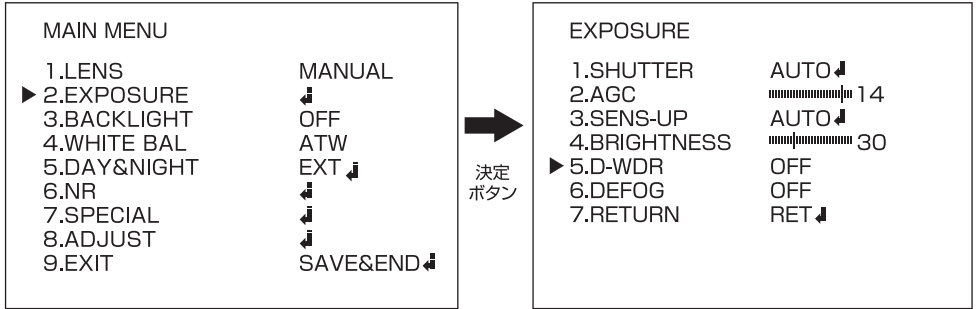 MAIN MENU
1.LENS MANUAL
▶ 2.EXPOSURE ↲
3.BACKLIGHT OFF
4.WHITE BAL ATW
5.DAY&NIGHT EXT ↲
6.NR ↲
7.SPECIAL ↲
8.ADJUST ↲
9.EXIT SAVE&END↲
決定
ボタン
EXPOSURE
1.SHUTTER AUTO↲
2.AGC 14
3.SENS-UP AUTO↲
4.BRIGHTNESS 30
▶ 5.D-WDR OFF
6.DEFOG OFF
7.RETURN RET↲